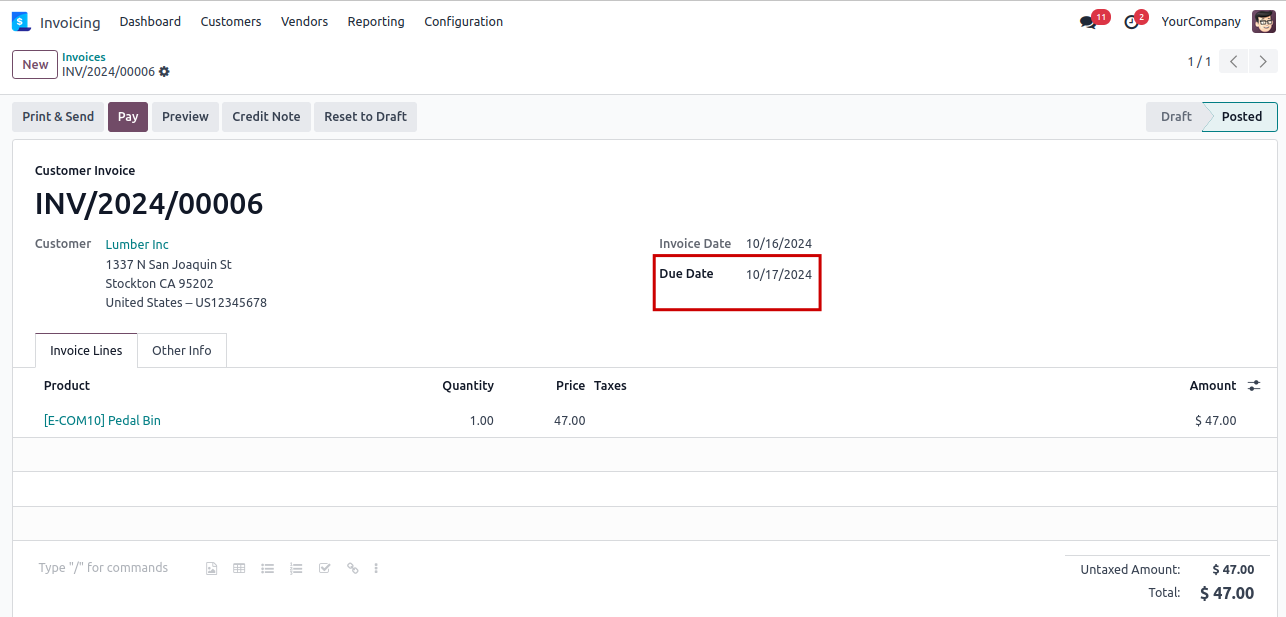 $ Invoicing Dashboard Customers Vendors Reporting Configuration 11 2 YourCompany
New Invoices
INV/2024/00006 1 / 1
Print & Send Pay Preview Credit Note Reset to Draft Draft Posted
Customer Invoice
INV/2024/00006
Customer Lumber Inc Invoice Date 10/16/2024
1337 N San Joaquin St
Due Date 10/17/2024
Stockton CA 95202
United States – US12345678
Invoice Lines Other Info
Product Quantity Price Taxes Amount
[E-COM10] Pedal Bin 1.00 47.00 $ 47.00
Type "/" for commands
Untaxed Amount: $ 47.00
Total: $ 47.00